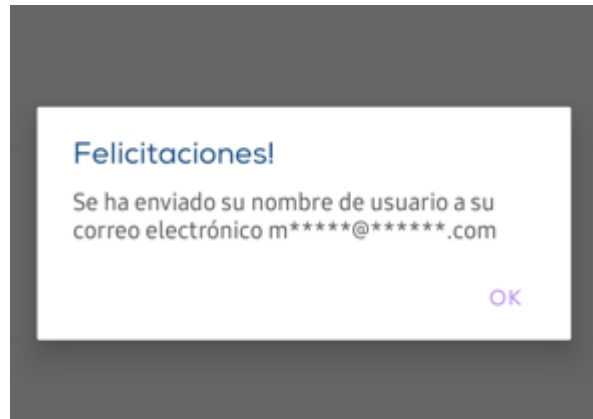 Felicitaciones!
Se ha enviado su nombre de usuario a su
correo electrónico m*****@******.com
OK